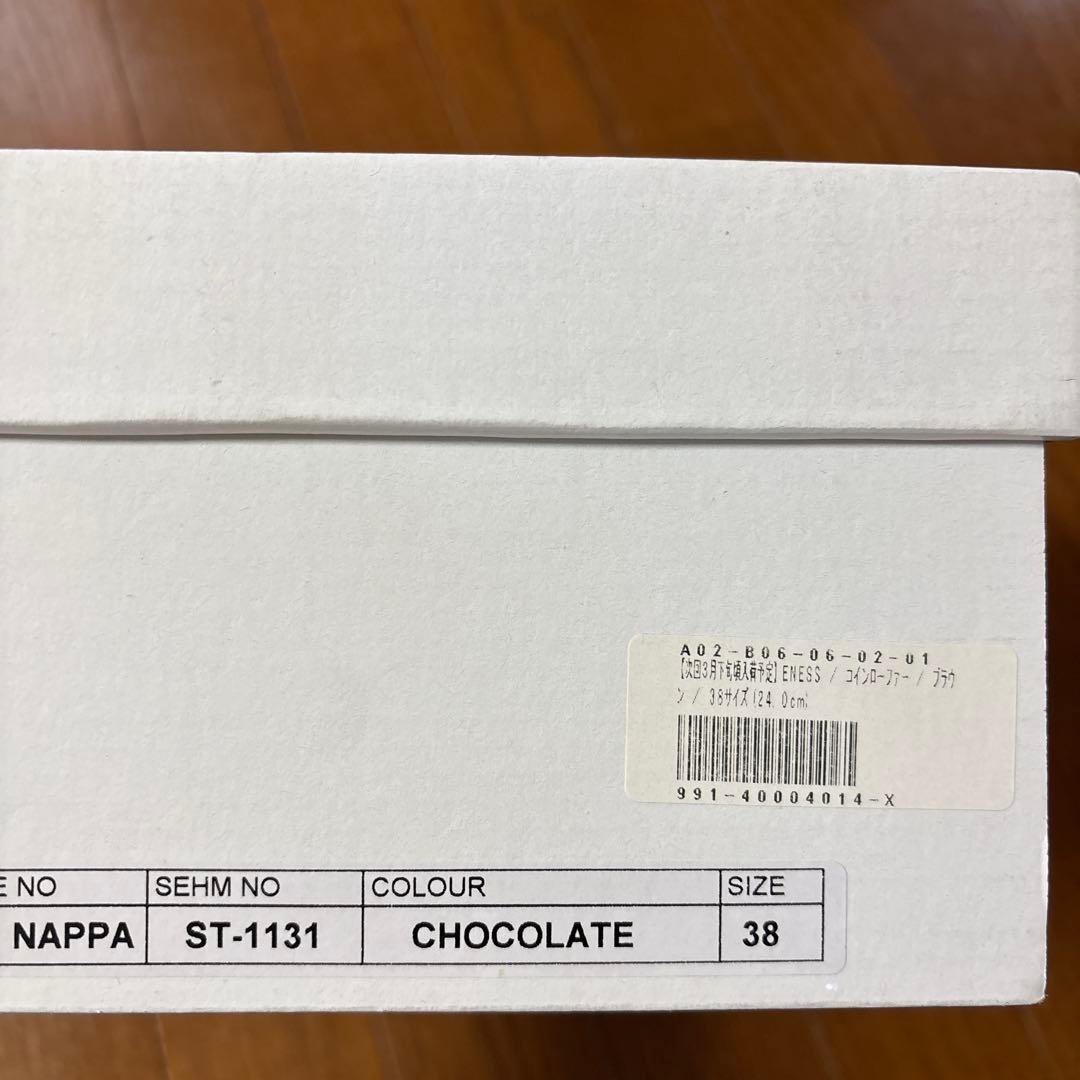 A02-B06-06-02-01
【次回3月下旬頃入荷予定】ENESS / コインローファー / ブラウ
ン / 38サイズ(24.0cm)
991-40004014-X
E NO SEHM NO COLOUR SIZE
NAPPA ST-1131 CHOCOLATE 38